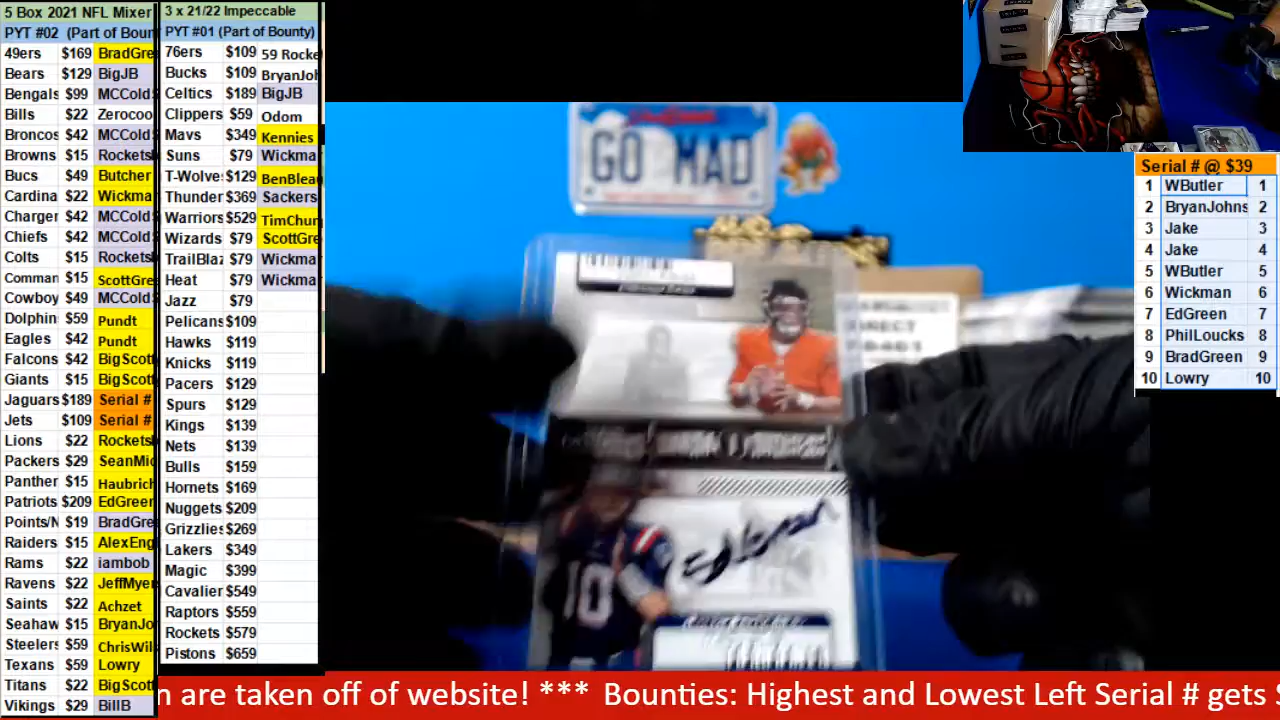 5 Box 2021 NFL Mixer
PYT #02 (Part of Boun
49ers $169 BradGre
Bears $129 BigJB
Bengals $99 MCCold
Bills $22 Zerocoo
Broncos $42 MCCold
Browns $15 Rockets
Bucs $49 Butcher
Cardina $22 Wickma
Charger $42 MCCold
Chiefs $42 MCCold
Colts $15 Rockets
Comman $15 ScottGre
Cowboy $49 MCCold
Dolphin $59 Pundt
Eagles $42 Pundt
Falcons $42 BigScott
Giants $15 BigScott
Jaguars $189 Serial #
Jets $109 Serial #
Lions $22 Rockets
Packers $29 SeanMic
Panther $15 Haubrich
Patriots $209 EdGreen
Points/N $19 BradGre
Raiders $15 AlexEng
Rams $22 iambob
Ravens $22 JeffMyer
Saints $22 Achzet
Seahaw $15 BryanJo
Steelers $59 ChrisWil
Texans $59 Lowry
Titans $22 BigScott
Vikings $29 BillB
3 x 21/22 Impeccable
PYT #01 (Part of Bounty)
76ers $109 59 Rocke
Bucks $109 BryanJoh
Celtics $189 BigJB
Clippers $59 Odom
Mavs $349 Kennies
Suns $79 Wickma
T-Wolve $129 BenBleau
Thunder $369 Sackers
Warriors $529 TimChun
Wizards $79 ScottGre
TrailBlaz $79 Wickma
Heat $79 Wickma
Jazz $79
Pelicans $109
Hawks $119
Knicks $119
Pacers $129
Spurs $129
Kings $139
Nets $139
Bulls $159
Hornets $169
Nuggets $209
Grizzlies $269
Lakers $349
Magic $399
Cavalier $549
Raptors $559
Rockets $579
Pistons $659
GO MAD
DIRECT
10
Serial # @ $39
1 WButler 1
2 BryanJohns 2
3 Jake 3
4 Jake 4
5 WButler 5
6 Wickman 6
7 EdGreen 7
8 PhilLoucks 8
9 BradGreen 9
10 Lowry 10
n are taken off of website! *** Bounties: Highest and Lowest Left Serial # gets